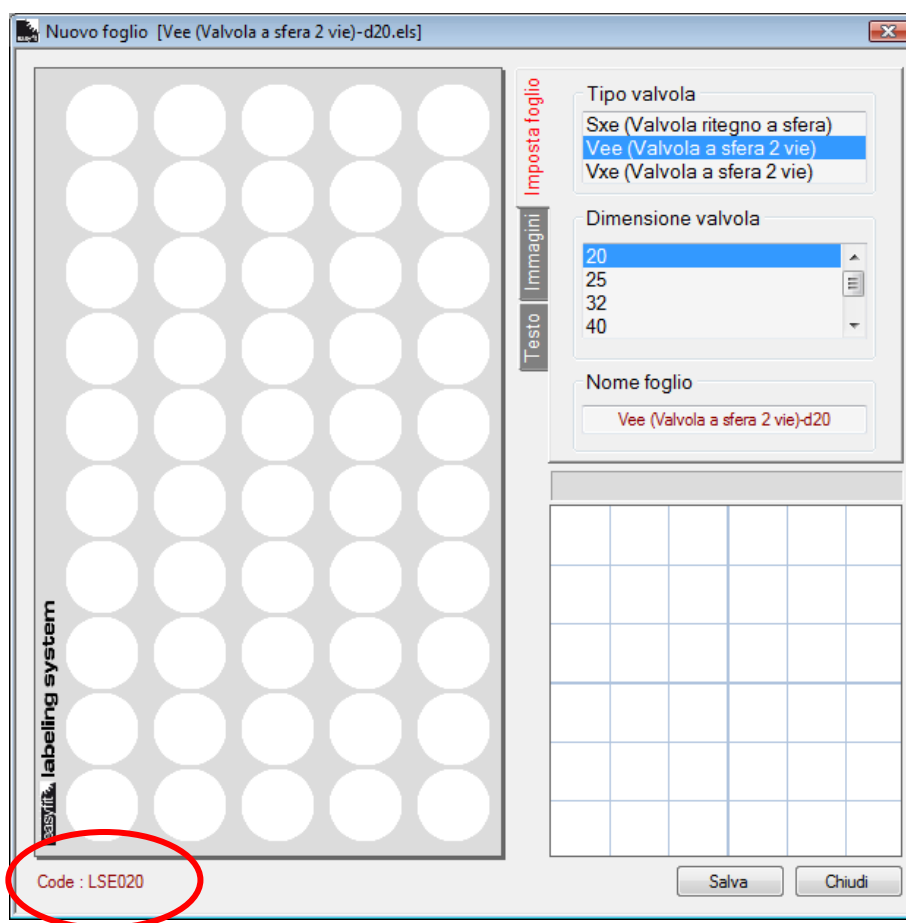 Nuovo foglio [Vee (Valvola a sfera 2 vie)-d20.els]
Imposta foglio
Immagini
Testo
Tipo valvola
Sxe (Valvola ritegno a sfera)
Vee (Valvola a sfera 2 vie)
Vxe (Valvola a sfera 2 vie)
Dimensione valvola
20
25
32
40
Nome foglio
Vee (Valvola a sfera 2 vie)-d20
easyfit labeling system
Code : LSE020
Salva
Chiudi